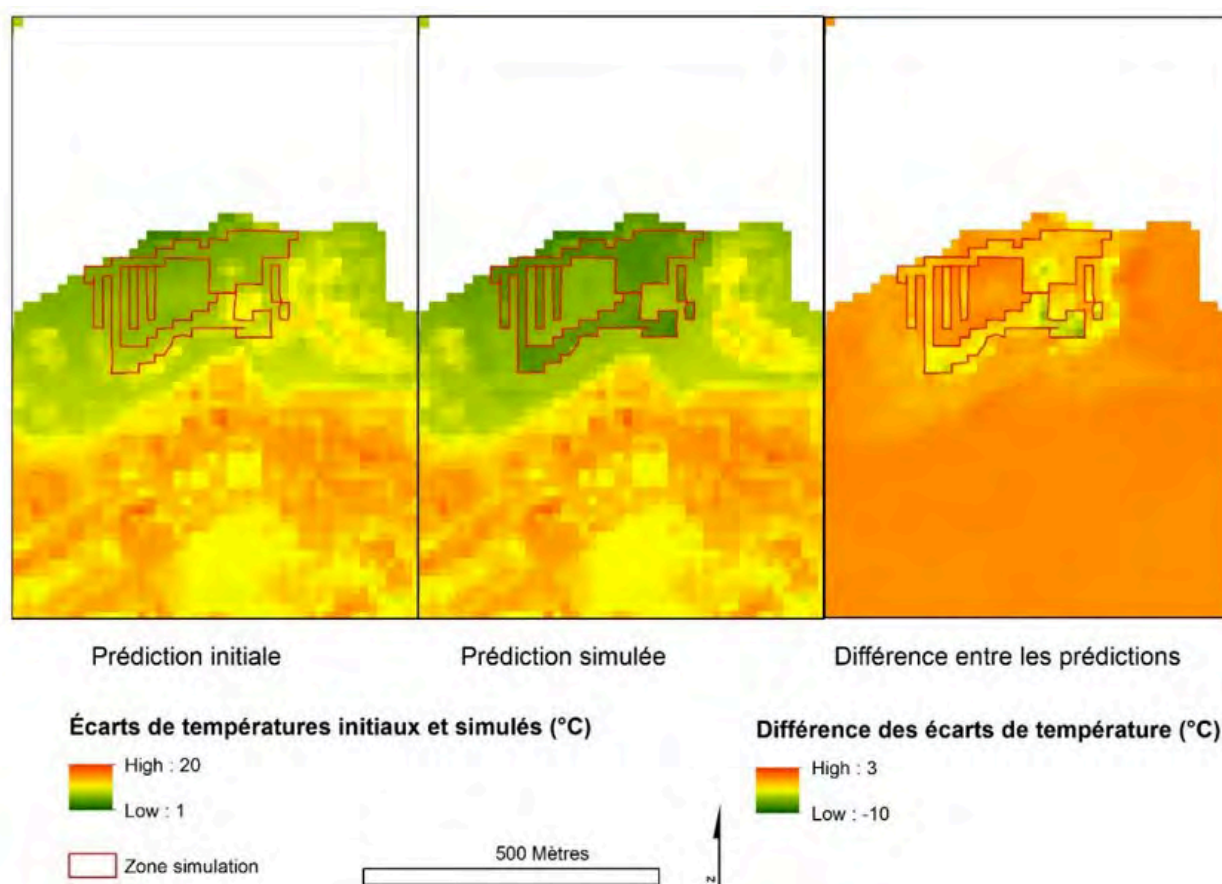 Prédiction initiale
Prédiction simulée
Différence entre les prédictions
Écarts de températures initiaux et simulés (°C)
High : 20
Low : 1
Zone simulation
500 Mètres
Différence des écarts de température (°C)
High : 3
Low : -10
N